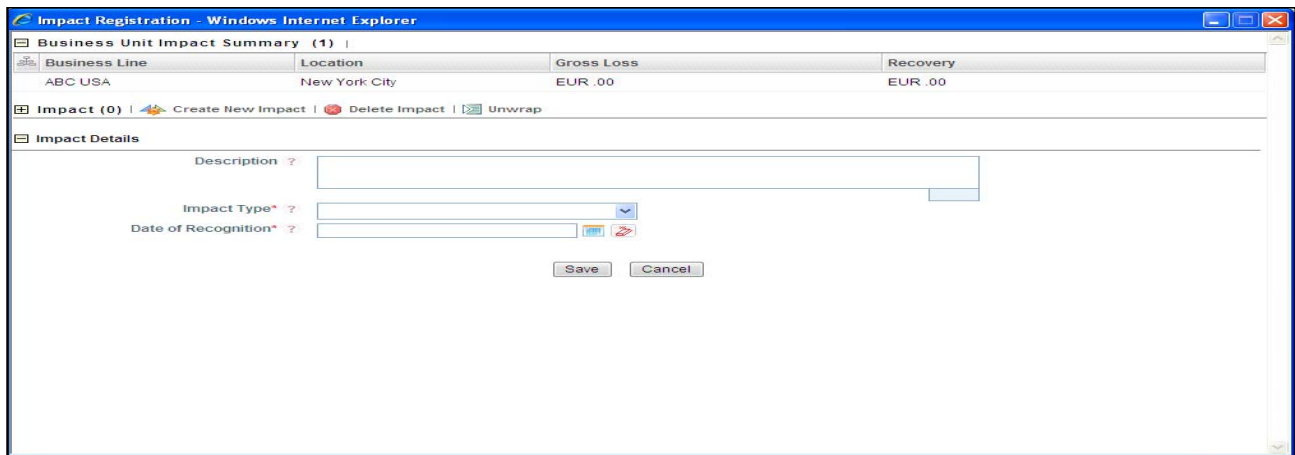 Impact Registration - Windows Internet Explorer
Business Unit Impact Summary (1) |
Business Line Location Gross Loss Recovery
ABC USA New York City EUR .00 EUR .00
Impact (0) | Create New Impact | Delete Impact | Unwrap
Impact Details
Description ?
Impact Type* ?
Date of Recognition* ?
Save Cancel